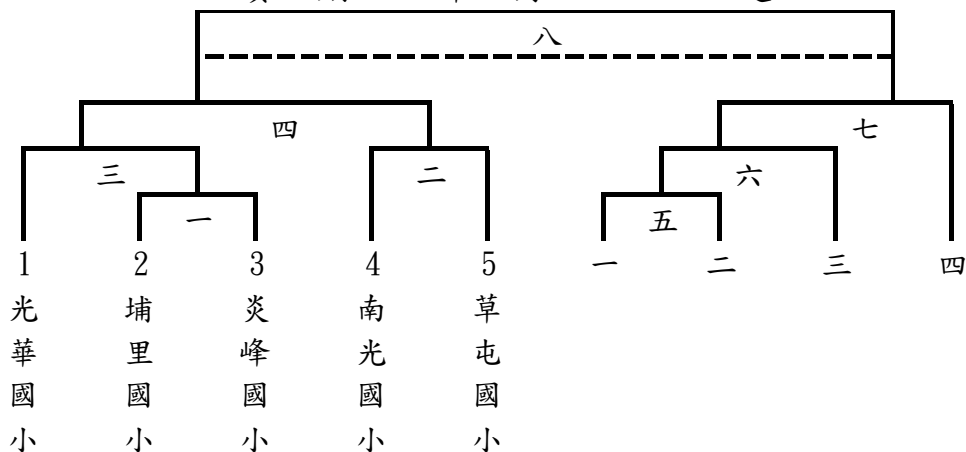 八
四
七
三
二
六
一
五
1 2 3 4 5 一 二 三 四
光華國小
埔里國小
炎峰國小
南光國小
草屯國小